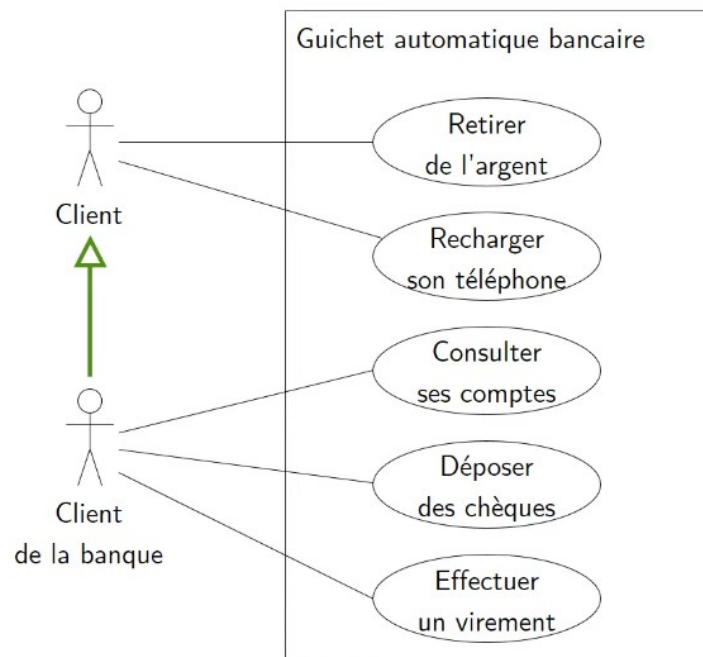 Guichet automatique bancaire
Retirer
de l'argent
Client
Recharger
son téléphone
Consulter
ses comptes
Déposer
des chèques
Client
de la banque
Effectuer
un virement